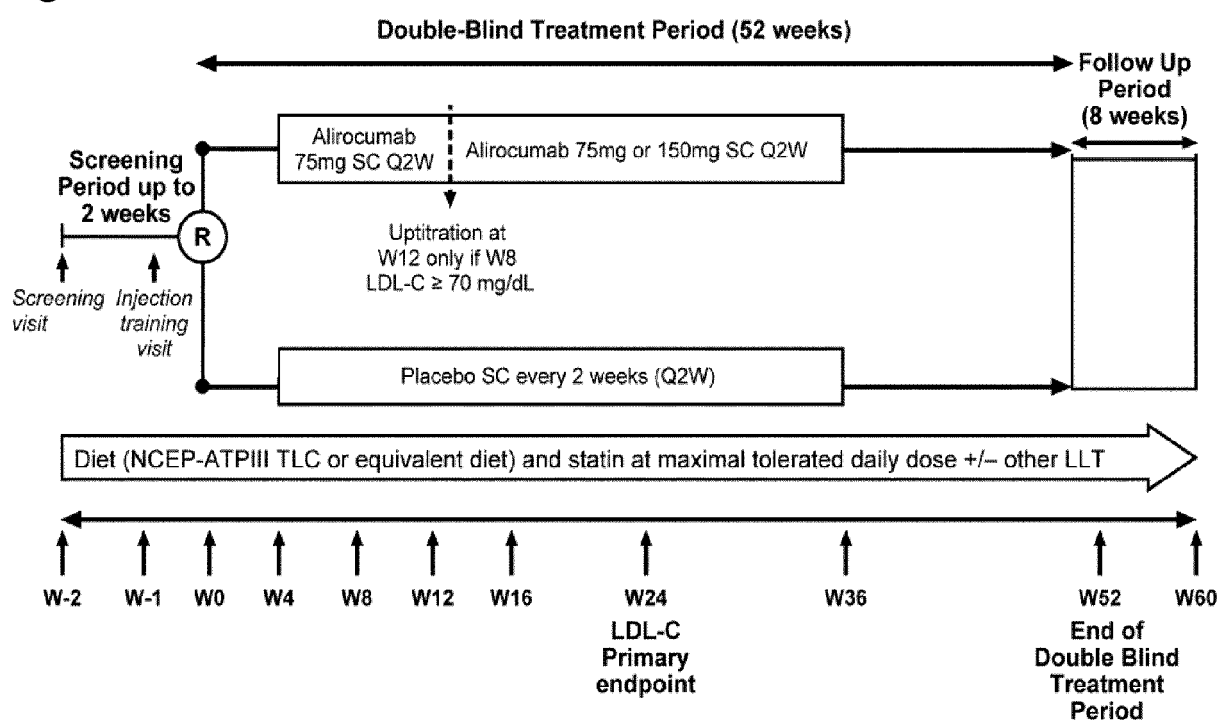 Double-Blind Treatment Period (52 weeks)
Follow Up
Period
(8 weeks)
Screening
Period up to
2 weeks
Alirocumab
75mg SC Q2W
Alirocumab 75mg or 150mg SC Q2W
R
Uptitration at
W12 only if W8
LDL-C ≥ 70 mg/dL
Screening
visit
Injection
training
visit
Placebo SC every 2 weeks (Q2W)
Diet (NCEP-ATPIII TLC or equivalent diet) and statin at maximal tolerated daily dose +/– other LLT
W-2 W-1 W0 W4 W8 W12 W16 W24 W36 W52 W60
LDL-C
Primary
endpoint
End of
Double Blind
Treatment
Period